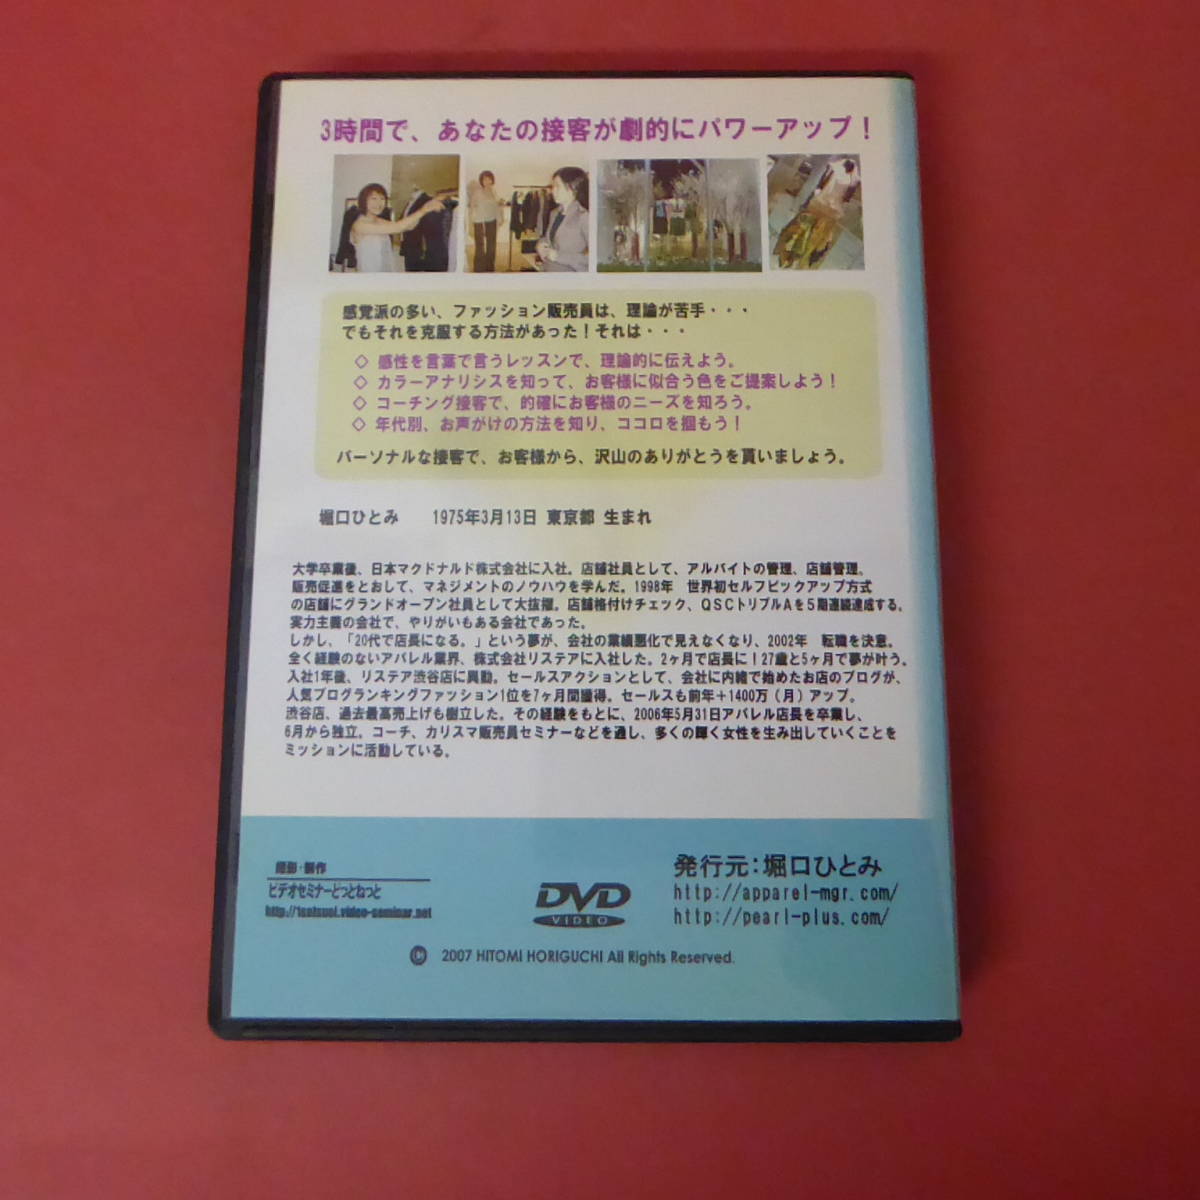 3時間で、あなたの接客が劇的にパワーアップ！
感覚派の多い、ファッション販売員は、理論が苦手・・・
でもそれを克服する方法があった！それは・・・
◇ 感性を言葉で言うレッスンで、理論的に伝えよう。
◇ カラーアナリシスを知って、お客様に似合う色をご提案しよう！
◇ コーチング接客で、的確にお客様のニーズを知ろう。
◇ 年代別、お声がけの方法を知り、ココロを掴もう！
パーソナルな接客で、お客様から、沢山のありがとうを貰いましょう。
堀口ひとみ　1975年3月13日 東京都 生まれ
大学卒業後、日本マクドナルド株式会社に入社。店舗社員として、アルバイトの管理、店舗管理。
販売促進をとおして、マネジメントのノウハウを学んだ。1998年　世界初セルフピックアップ方式
の店舗にグランドオープン社員として大抜擢。店舗格付けチェック、QSCトリプルAを５期連続達成する。
実力主義の会社で、やりがいもある会社であった。
しかし、「20代で店長になる。」という夢が、会社の業績悪化で見えなくなり、2002年　転職を決意。
全く経験のないアパレル業界、株式会社リステアに入社した。2ヶ月で店長に！27歳と5ヶ月で夢が叶う。
入社1年後、リステア渋谷店に異動。セールスアクションとして、会社に内緒で始めたお店のブログが、
人気ブログランキングファッション1位を7ヶ月間獲得。セールスも前年＋1400万（月）アップ。
渋谷店、過去最高売上げも樹立した。その経験をもとに、2006年5月31日アパレル店長を卒業し、
6月から独立。コーチ、カリスマ販売員セミナーなどを通し、多くの輝く女性を生み出していくことを
ミッションに活動している。
撮影・製作
ビデオセミナーどっとねっと
http://1satsuei.video-seminar.net
DVD
VIDEO
発行元：堀口ひとみ
http://apparel-mgr.com/
http://pearl-plus.com/
© 2007 HITOMI HORIGUCHI All Rights Reserved.